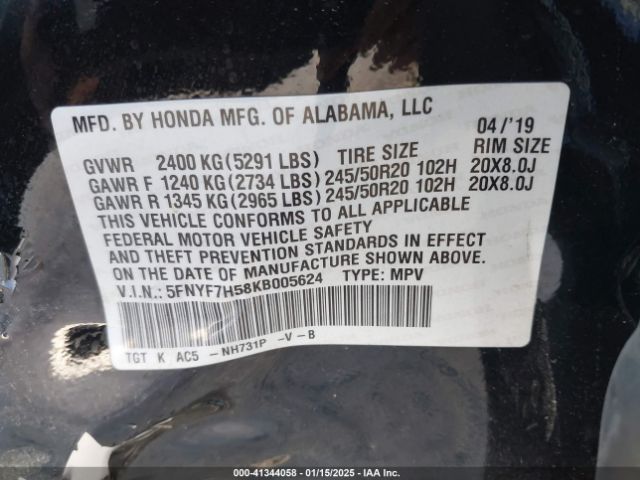 MFD. BY HONDA MFG. OF ALABAMA, LLC 04/'19
GVWR 2400 KG(5291 LBS) TIRE SIZE RIM SIZE
GAWR F 1240 KG(2734 LBS)245/50R20 102H 20X8.0J
GAWR R 1345 KG(2965 LBS)245/50R20 102H 20X8.0J
THIS VEHICLE CONFORMS TO ALL APPLICABLE
FEDERAL MOTOR VEHICLE SAFETY
AND THEFT PREVENTION STANDARDS IN EFFECT
ON THE DATE OF MANUFACTURE SHOWN ABOVE.
V.I.N.: 5FNYF7H58KB005624 TYPE: MPV
TGT K AC5 - NH731P -V-B
000-41344058 - 01/15/2025 - IAA, Inc.